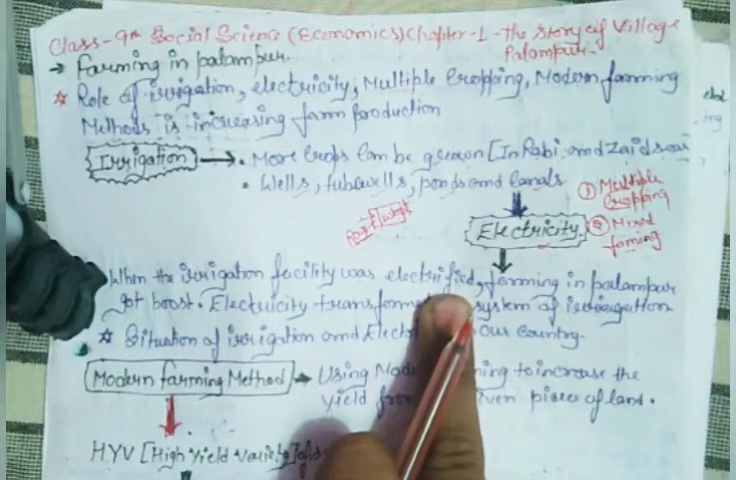 Class-9th Social Science (Economics) Chapter-1-The Story of Village
Palampur.
→ Farming in palampur.
☆ Role of irrigation, electricity, Multiple Cropping, Modern farming
Methods is increasing farm production
Irrigation → • More Crops Can be grown [In Rabi and Zaid
• Wells, tubewells, ponds and Canals
① Multiple
Cropping
② Mixed
faming
Electricity.
When the irrigation facility was electrified, farming in palampur
got boost. Electricity system of irrigation
☆ Situation of irrigation and Our Country.
Modern farming Method → Using to increase the
yield piece of land.
HYV [High Yield Variety]